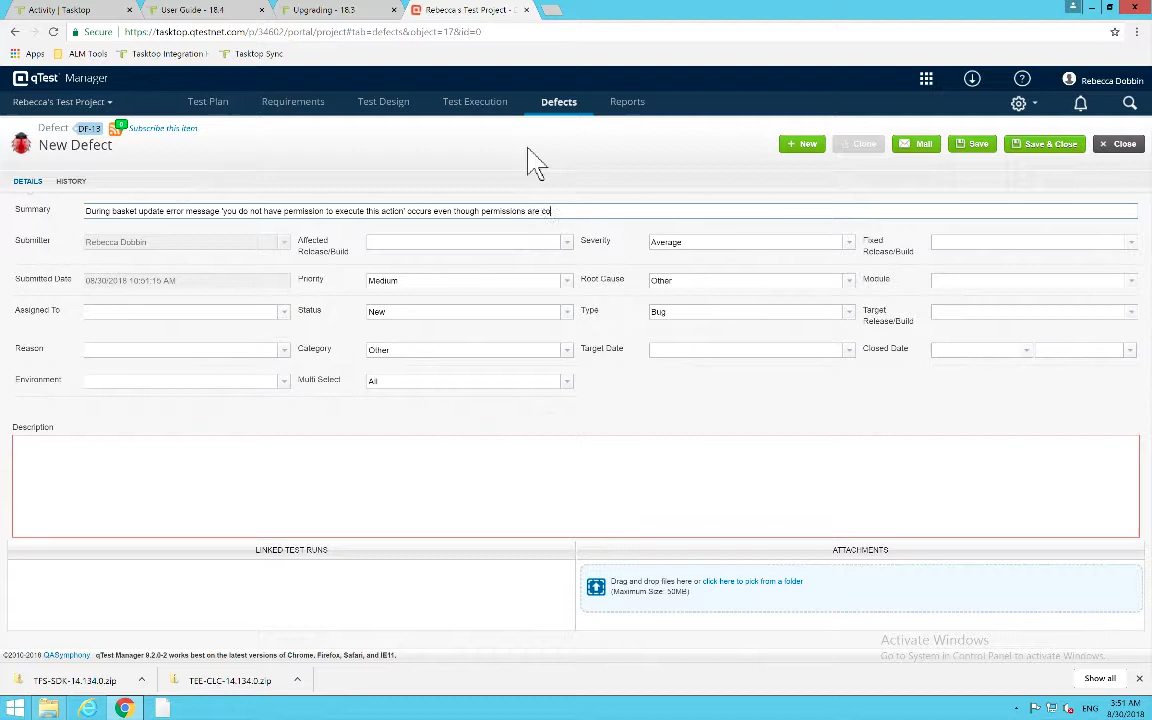 Activity | Tasktop
User Guide - 18.4
Upgrading - 18.3
Rebecca's Test Project - D
Secure
https://tasktop.qtestnet.com/p/34602/portal/project#tab=defects&object=17&id=0
Apps
ALM Tools
Tasktop Integration H
Tasktop Sync
qTest Manager
Rebecca Dobbin
Rebecca's Test Project
Test Plan
Requirements
Test Design
Test Execution
Defects
Reports
Defect
DF-13
0
Subscribe this item
New Defect
+ New
Clone
Mail
Save
Save & Close
× Close
DETAILS
HISTORY
Summary
During basket update error message 'you do not have permission to execute this action' occurs even though permissions are co
Submitter
Rebecca Dobbin
Affected
Release/Build
Severity
Average
Fixed
Release/Build
Submitted Date
08/30/2018 10:51:15 AM
Priority
Medium
Root Cause
Other
Module
Assigned To
Status
New
Type
Bug
Target
Release/Build
Reason
Category
Other
Target Date
Closed Date
Environment
Multi Select
All
Description
LINKED TEST RUNS
ATTACHMENTS
Drag and drop files here or click here to pick from a folder
(Maximum Size: 50MB)
Activate Windows
Go to System in Control Panel to activate Windows.
©2010-2018 QASymphony qTest Manager 9.2.0-2 works best on the latest versions of Chrome, Firefox, Safari, and IE11.
TFS-SDK-14.134.0.zip
TEE-CLC-14.134.0.zip
Show all
ENG
3:51 AM
8/30/2018